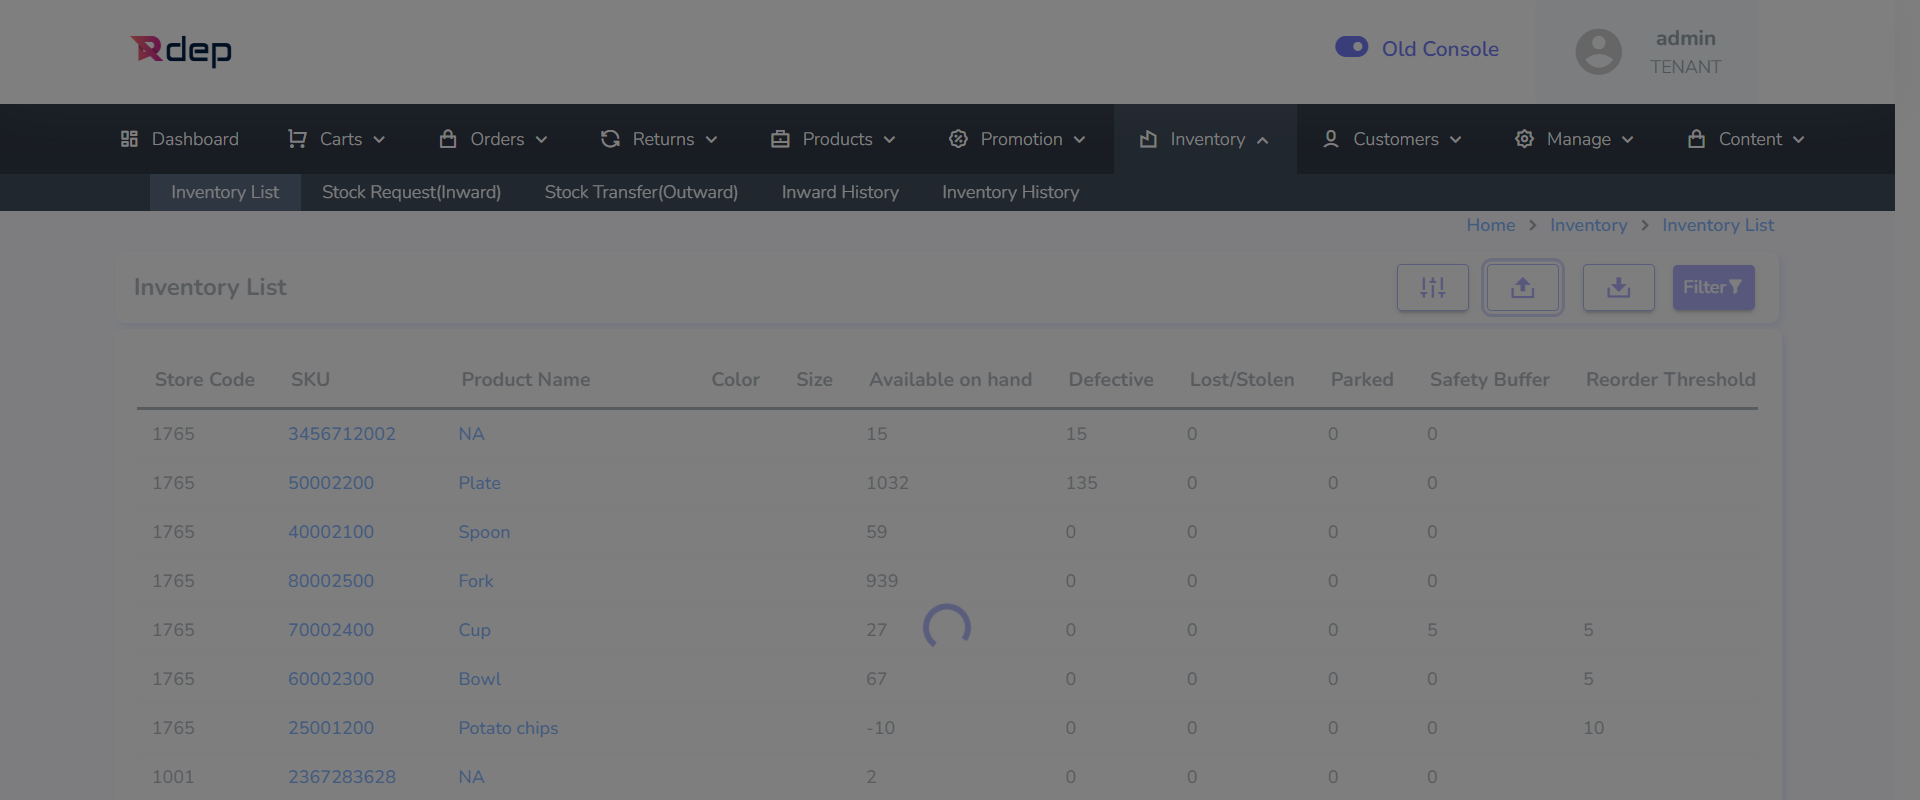 Rdep
Old Console
admin
TENANT
Dashboard Carts Orders Returns Products Promotion Inventory Customers Manage Content
Inventory List Stock Request(Inward) Stock Transfer(Outward) Inward History Inventory History
Home > Inventory > Inventory List
Inventory List
Filter
Store Code SKU Product Name Color Size Available on hand Defective Lost/Stolen Parked Safety Buffer Reorder Threshold
1765 3456712002 NA 15 15 0 0 0
1765 50002200 Plate 1032 135 0 0 0
1765 40002100 Spoon 59 0 0 0 0
1765 80002500 Fork 939 0 0 0 0
1765 70002400 Cup 27 0 0 0 5 5
1765 60002300 Bowl 67 0 0 0 0 5
1765 25001200 Potato chips -10 0 0 0 0 10
1001 2367283628 NA 2 0 0 0 0